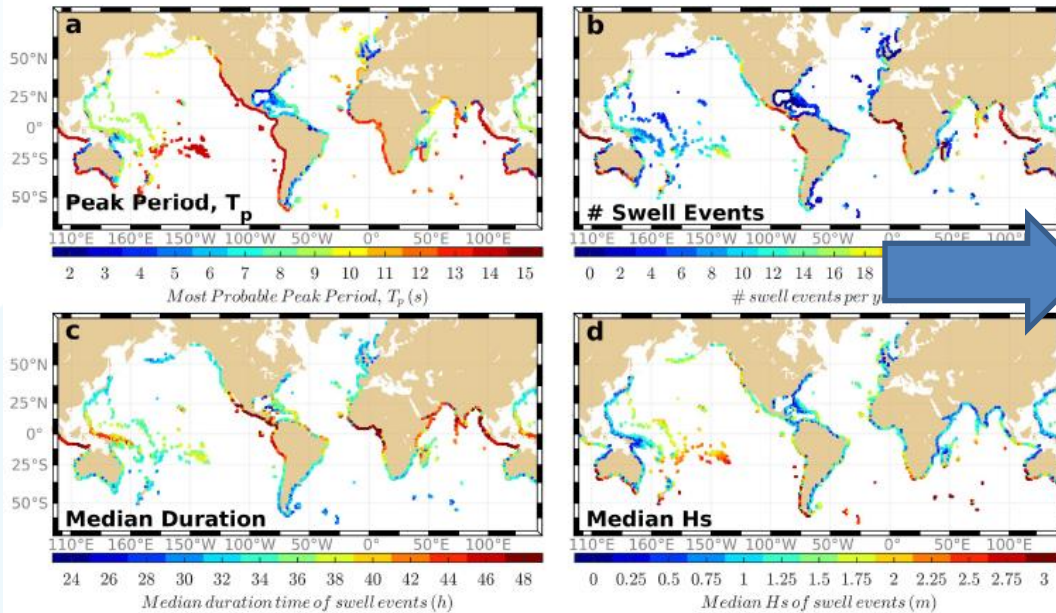 a
50°N
25°N
0°
25°S
50°S
Peak Period, Tp
110°E 160°E 150°W 100°W 50°W 0° 50°E 100°E
2 3 4 5 6 7 8 9 10 11 12 13 14 15
Most Probable Peak Period, Tp (s)
b
# Swell Events
110°E 160°E 150°W 100°W 50°W 0° 50°E 100°E
0 2 4 6 8 10 12 14 16 18
# swell events per y
c
50°N
25°N
0°
25°S
50°S
Median Duration
110°E 160°E 150°W 100°W 50°W 0° 50°E 100°E
24 26 28 30 31 33 34 36 38 40 42 44 46 48
Median duration time of swell events (h)
d
Median Hs
110°E 160°E 150°W 100°W 50°W 0° 50°E 100°E
0 0.25 0.5 0.75 1 1.25 1.5 1.75 2 2.25 2.5 2.75 3
Median Hs of swell events (m)